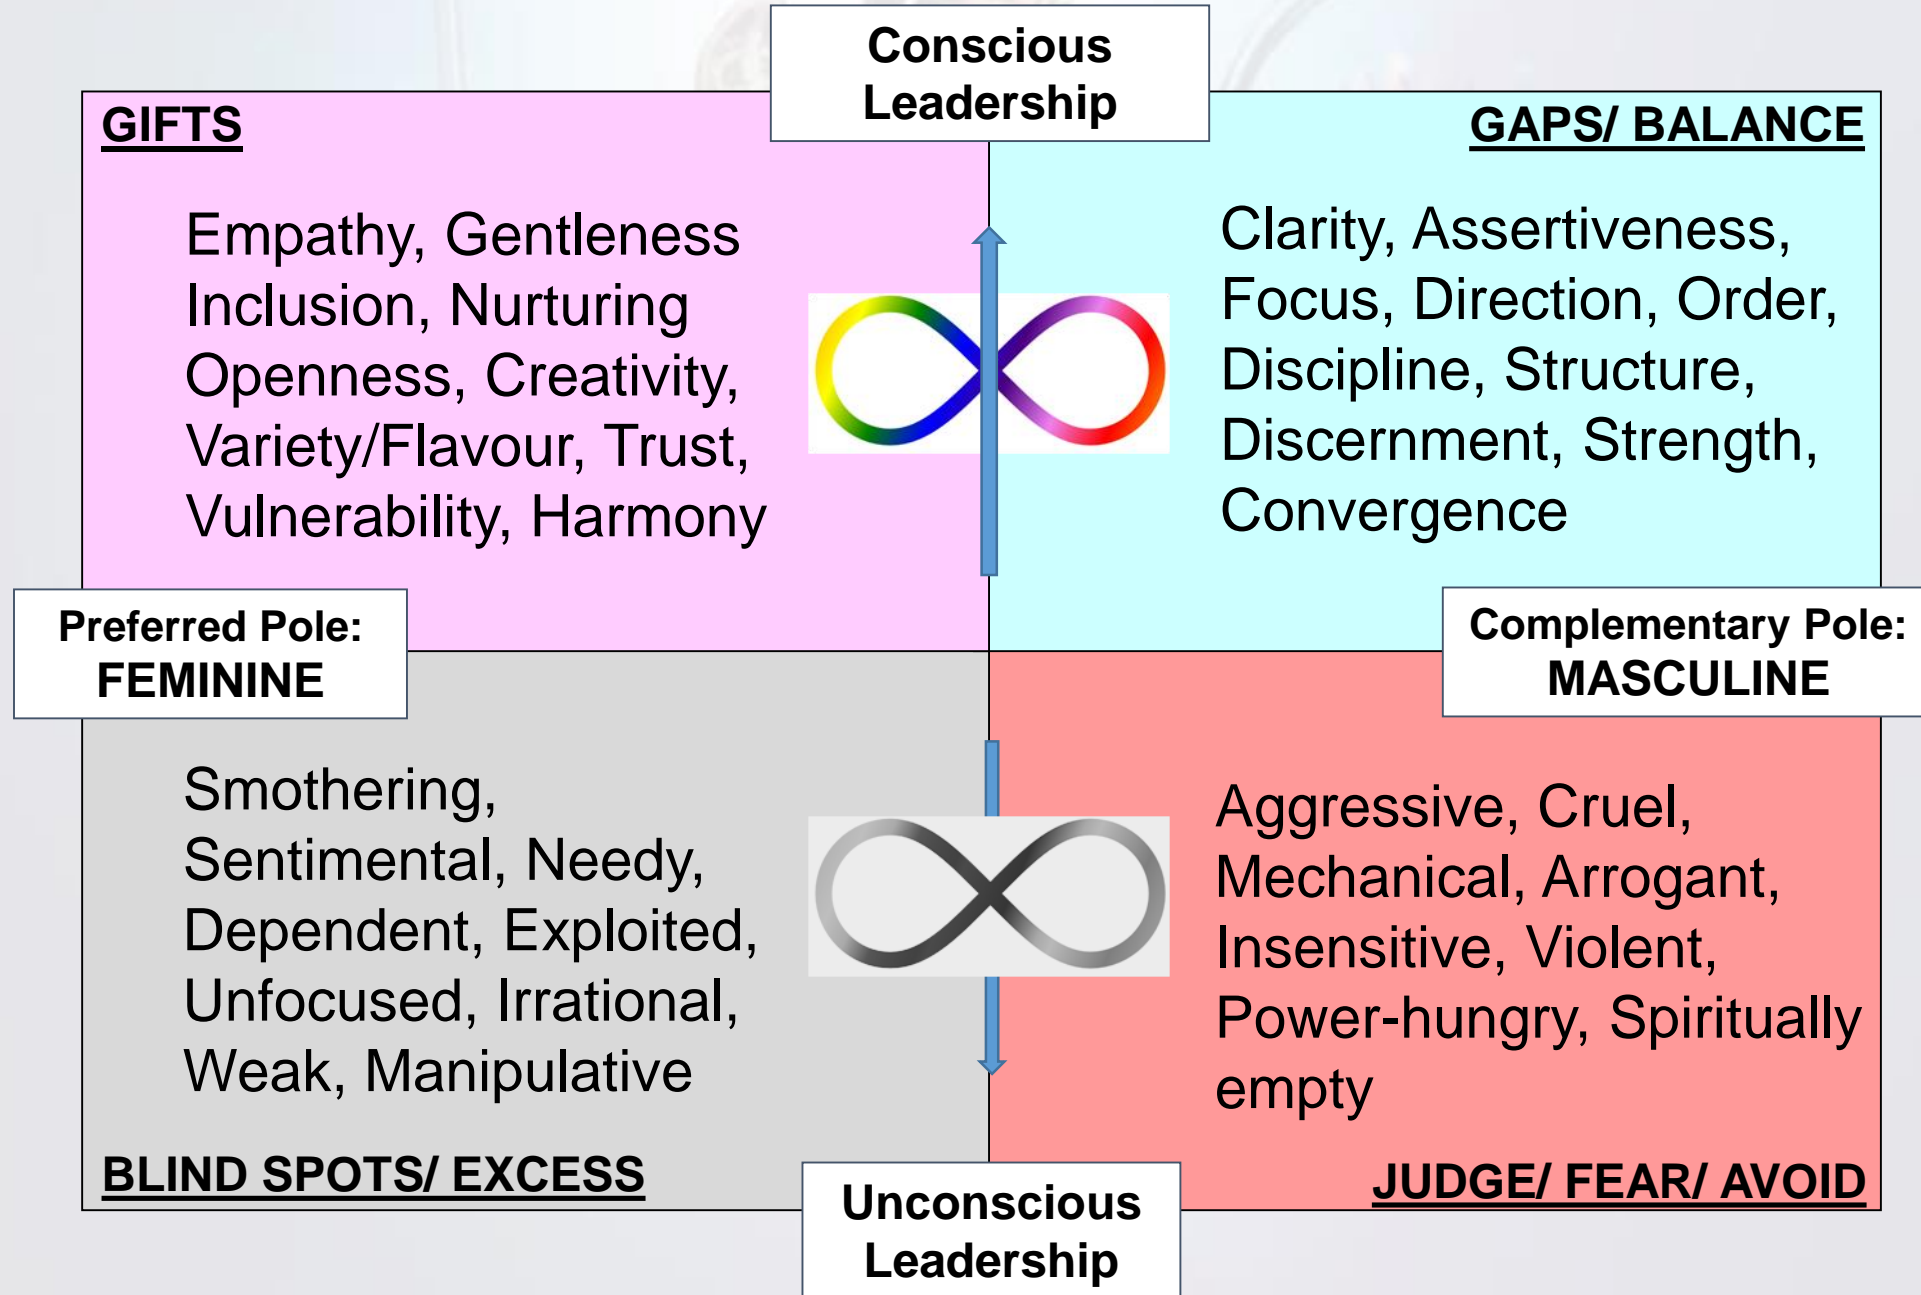 Conscious
Leadership
GIFTS
GAPS/ BALANCE
Empathy, Gentleness
Inclusion, Nurturing
Openness, Creativity,
Variety/Flavour, Trust,
Vulnerability, Harmony
Clarity, Assertiveness,
Focus, Direction, Order,
Discipline, Structure,
Discernment, Strength,
Convergence
Preferred Pole:
FEMININE
Complementary Pole:
MASCULINE
Smothering,
Sentimental, Needy,
Dependent, Exploited,
Unfocused, Irrational,
Weak, Manipulative
Aggressive, Cruel,
Mechanical, Arrogant,
Insensitive, Violent,
Power-hungry, Spiritually
empty
BLIND SPOTS/ EXCESS
JUDGE/ FEAR/ AVOID
Unconscious
Leadership